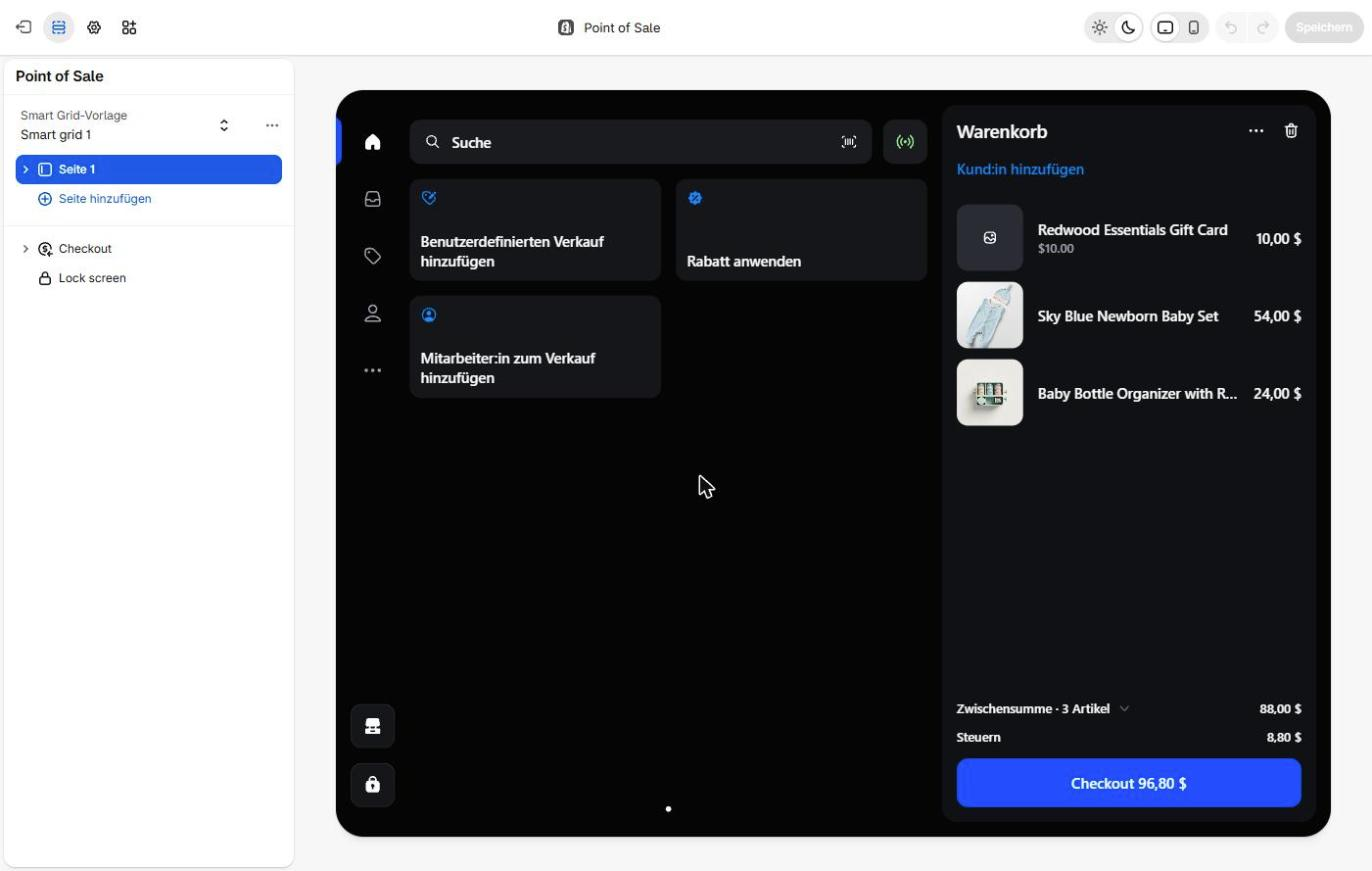 Point of Sale
Speichern
Point of Sale
Smart Grid-Vorlage
Smart grid 1
Seite 1
Seite hinzufügen
Checkout
Lock screen
Suche
Benutzerdefinierten Verkauf
hinzufügen
Rabatt anwenden
Mitarbeiter:in zum Verkauf
hinzufügen
Warenkorb
Kund:in hinzufügen
Redwood Essentials Gift Card
$10.00
10,00 $
Sky Blue Newborn Baby Set
54,00 $
Baby Bottle Organizer with R...
24,00 $
Zwischensumme · 3 Artikel
88,00 $
Steuern
8,80 $
Checkout 96,80 $